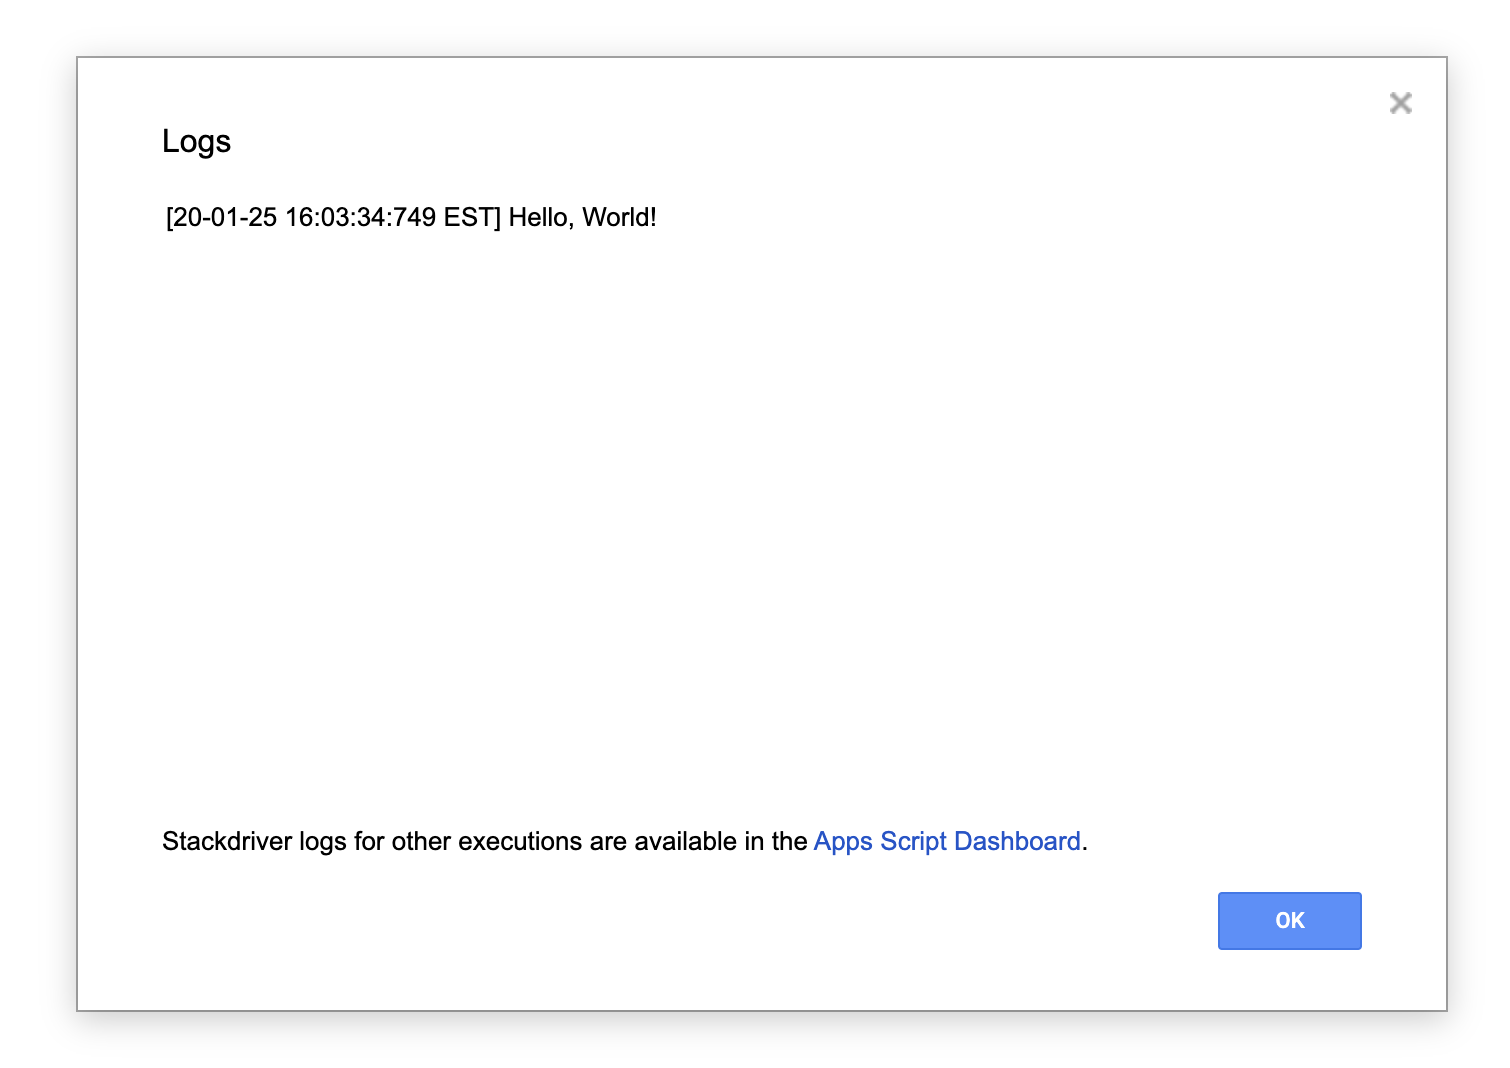 Logs
[20-01-25 16:03:34:749 EST] Hello, World!
Stackdriver logs for other executions are available in the Apps Script Dashboard.
OK